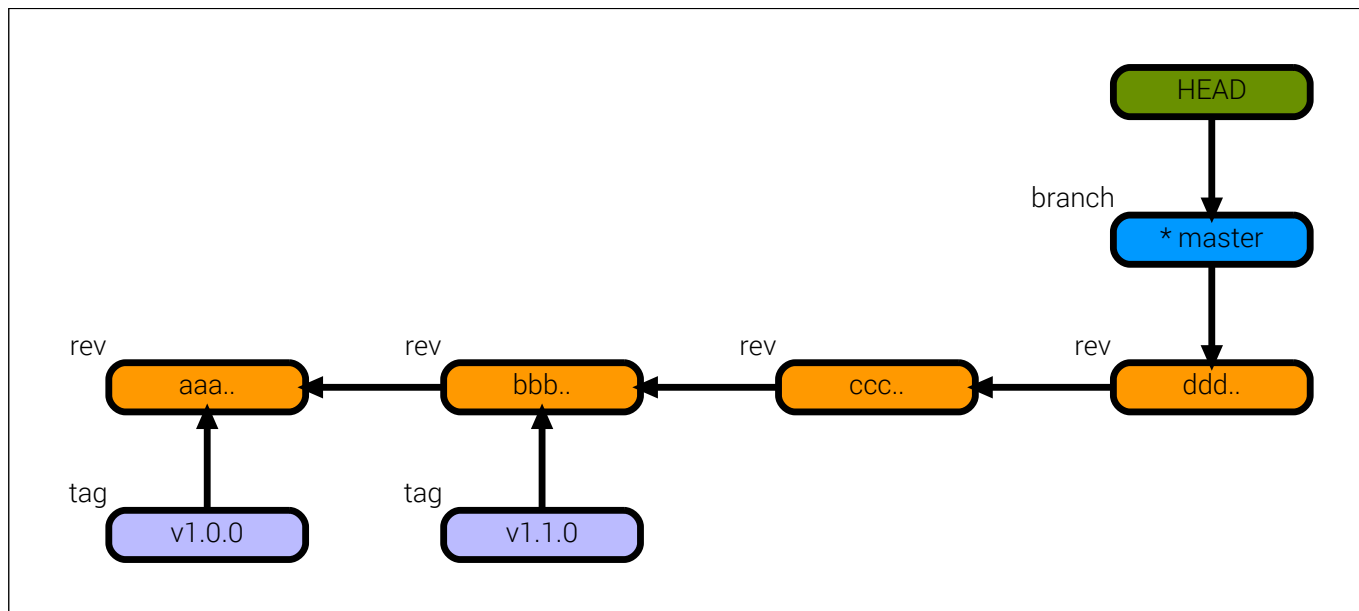 HEAD
branch
* master
rev
aaa..
rev
bbb..
rev
ccc..
rev
ddd..
tag
v1.0.0
tag
v1.1.0